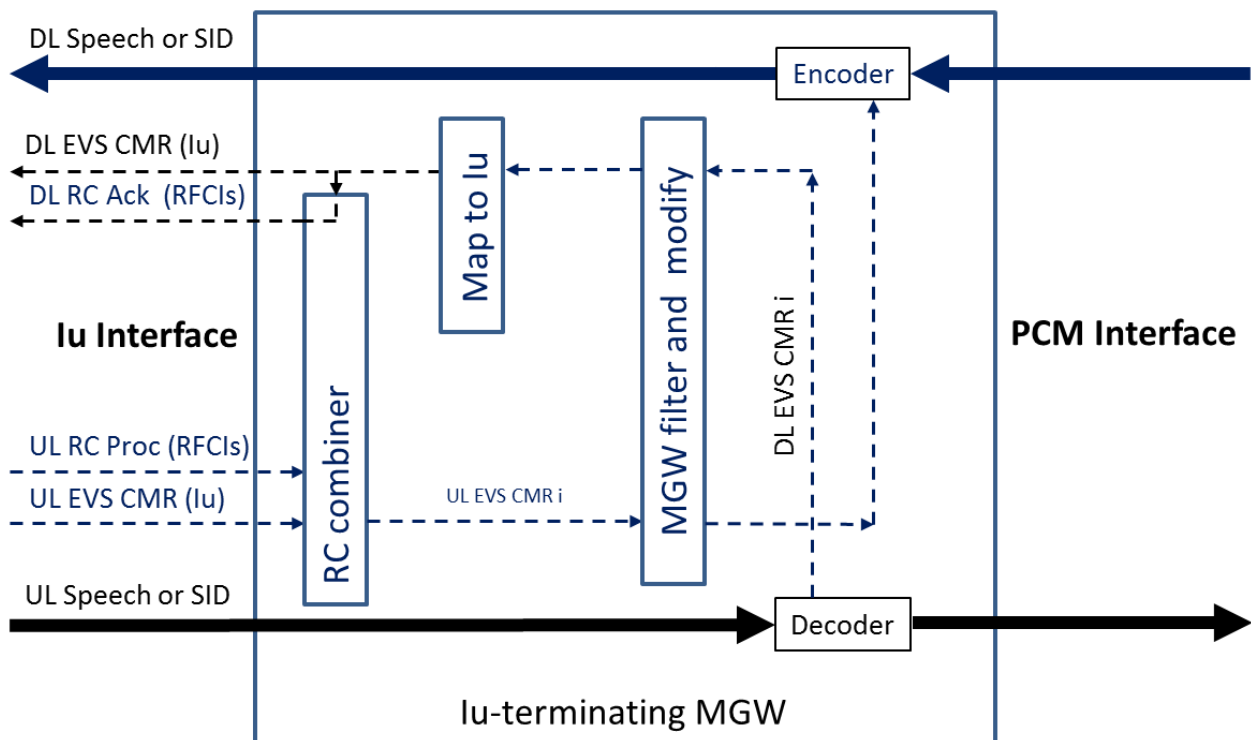 DL Speech or SID
Encoder
DL EVS CMR (Iu)
DL RC Ack (RFCIs)
Map to Iu
MGW filter and modify
DL EVS CMR i
Iu Interface
PCM Interface
RC combiner
UL RC Proc (RFCIs)
UL EVS CMR (Iu)
UL EVS CMR i
UL Speech or SID
Decoder
Iu-terminating MGW